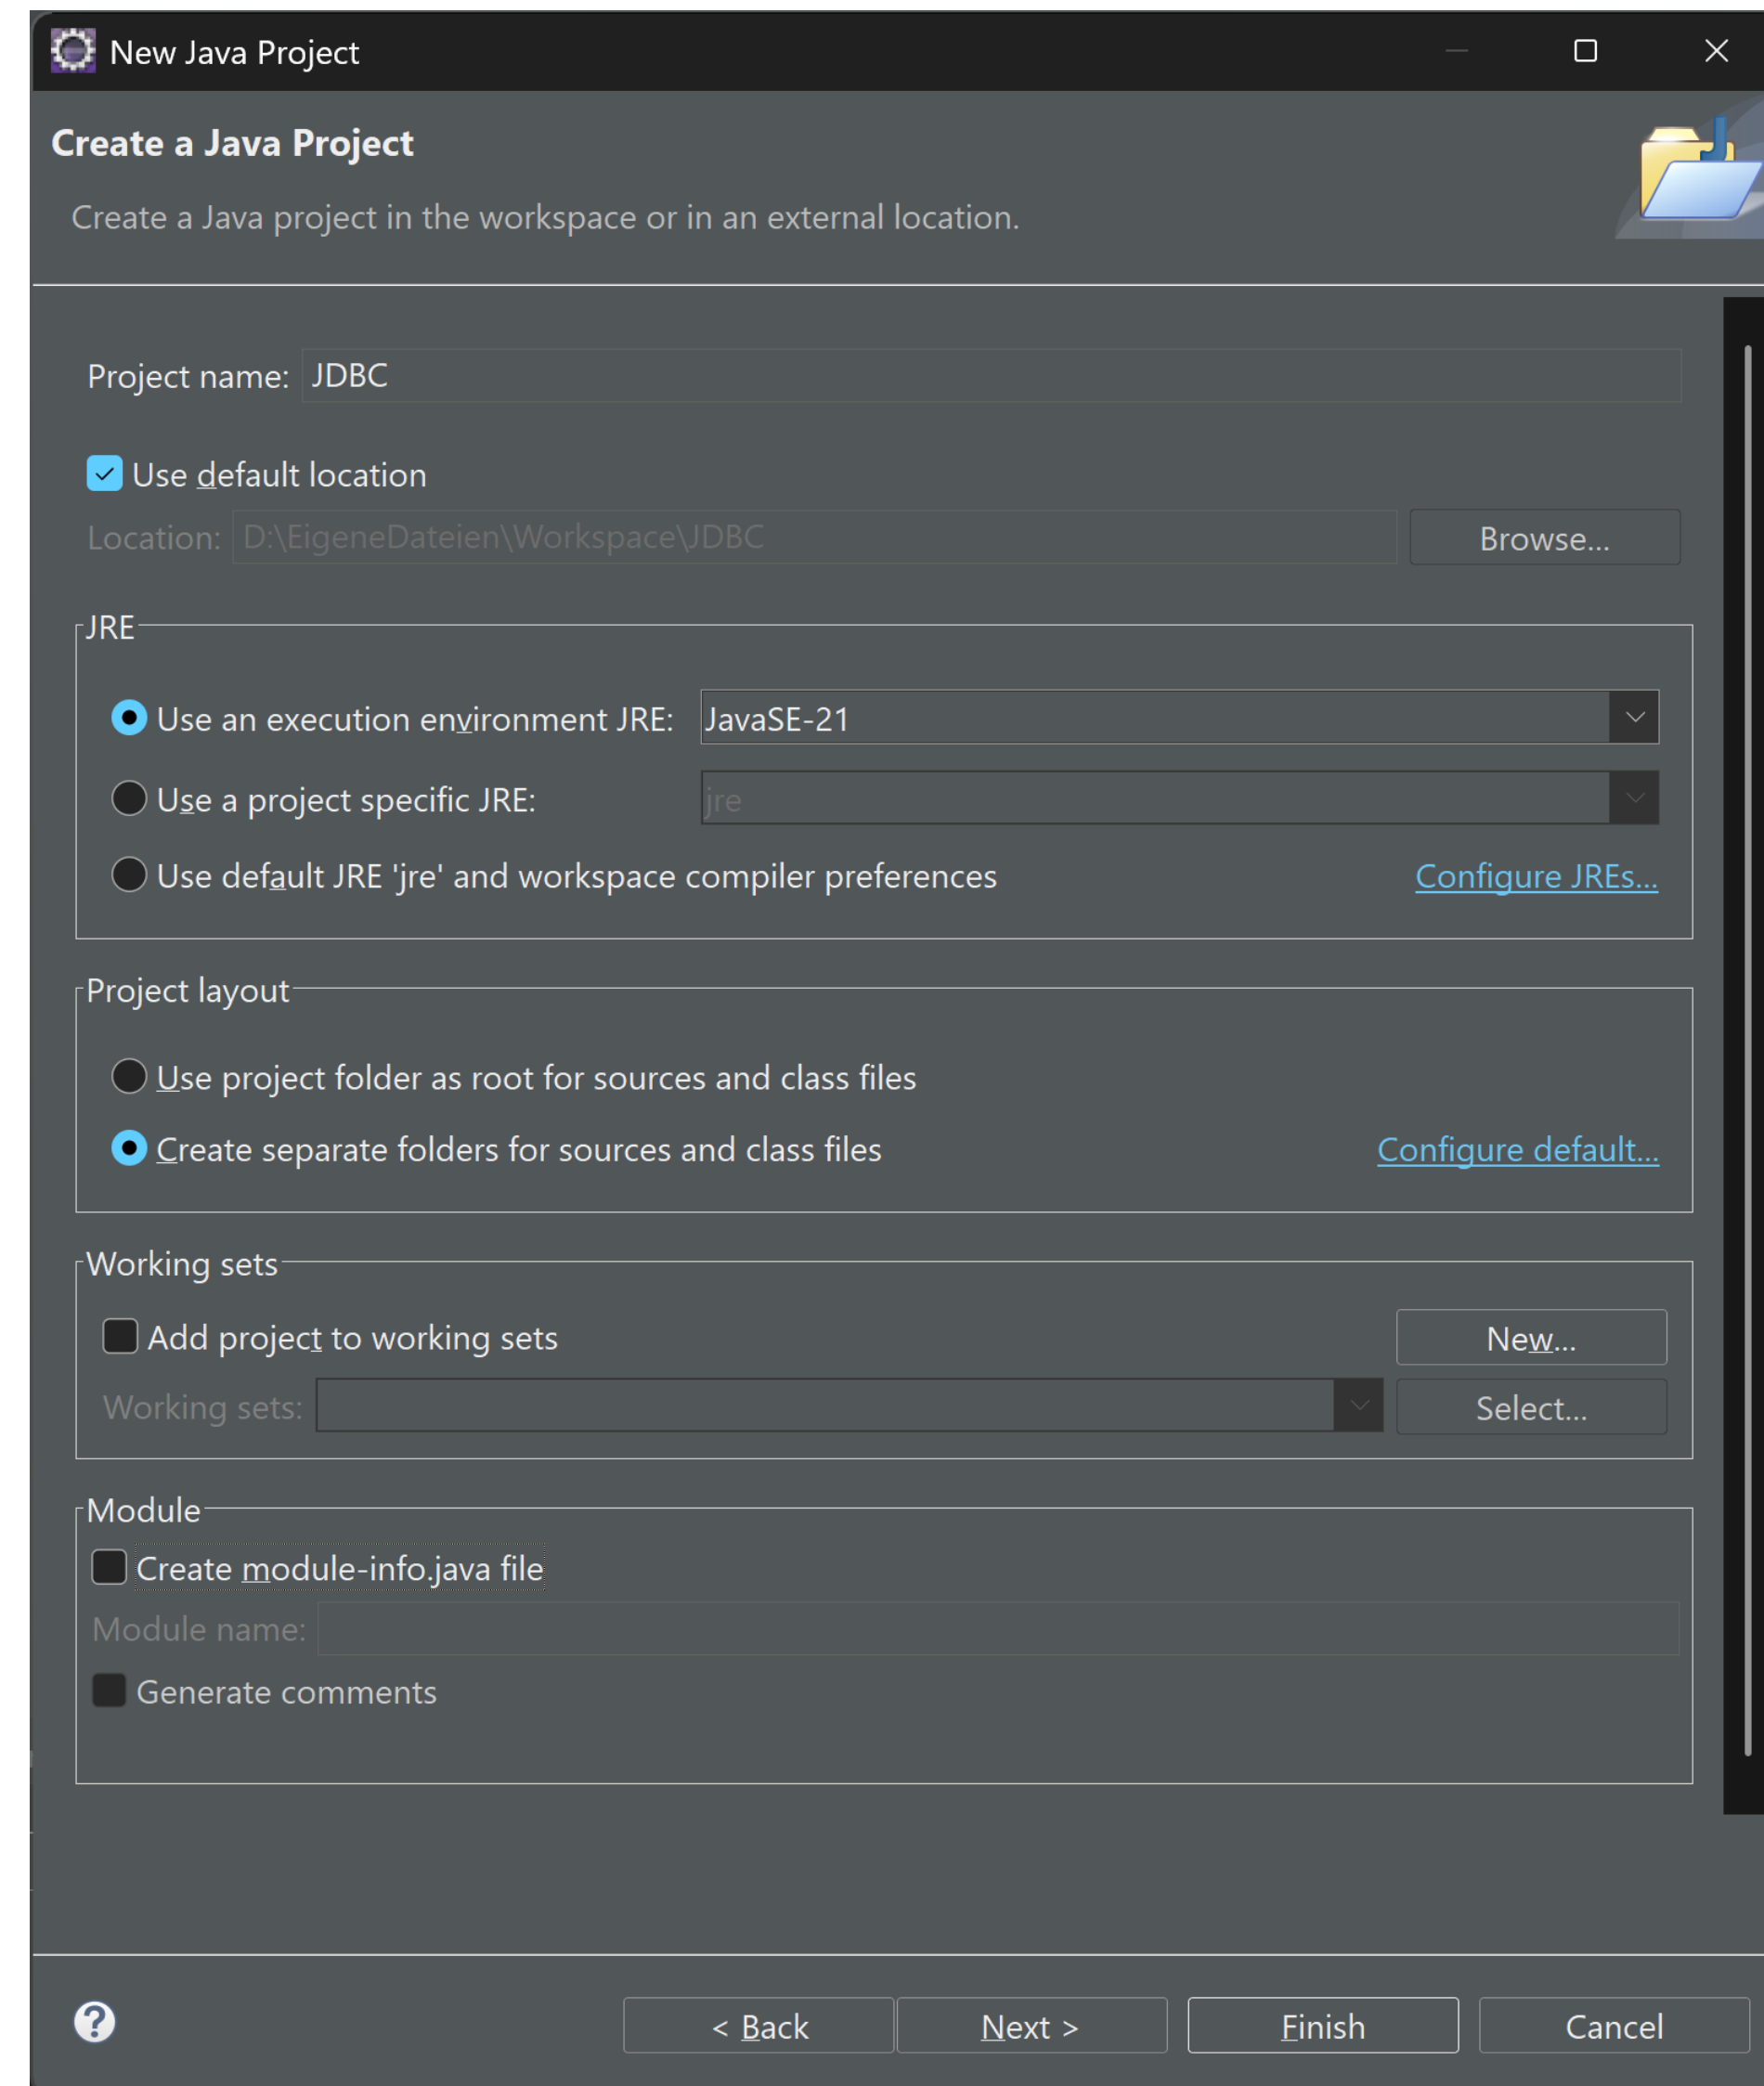 New Java Project
Create a Java Project
Create a Java project in the workspace or in an external location.
Project name: JDBC
Use default location
Location: D:\EigeneDateien\Workspace\JDBC Browse...
JRE
Use an execution environment JRE: JavaSE-21
Use a project specific JRE: jre
Use default JRE 'jre' and workspace compiler preferences Configure JREs...
Project layout
Use project folder as root for sources and class files
Create separate folders for sources and class files Configure default...
Working sets
Add project to working sets New...
Working sets: Select...
Module
Create module-info.java file
Module name:
Generate comments
? < Back Next > Finish Cancel